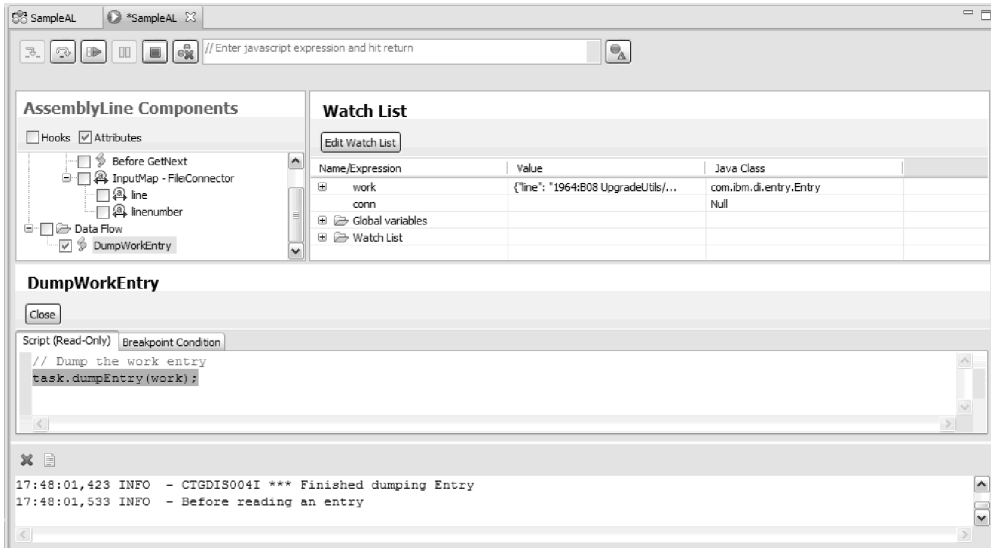 SampleAL *SampleAL
// Enter javascript expression and hit return
AssemblyLine Components
Hooks Attributes
Before GetNext
InputMap - FileConnector
line
linenumber
Data Flow
DumpWorkEntry
Watch List
Edit Watch List
Name/Expression Value Java Class
work {"line": "1964:B08 UpgradeUtils/... com.ibm.di.entry.Entry
conn Null
Global variables
Watch List
DumpWorkEntry
Close
Script (Read-Only) Breakpoint Condition
// Dump the work entry
task.dumpEntry(work);
17:48:01,423 INFO - CTGDIS004I *** Finished dumping Entry
17:48:01,533 INFO - Before reading an entry